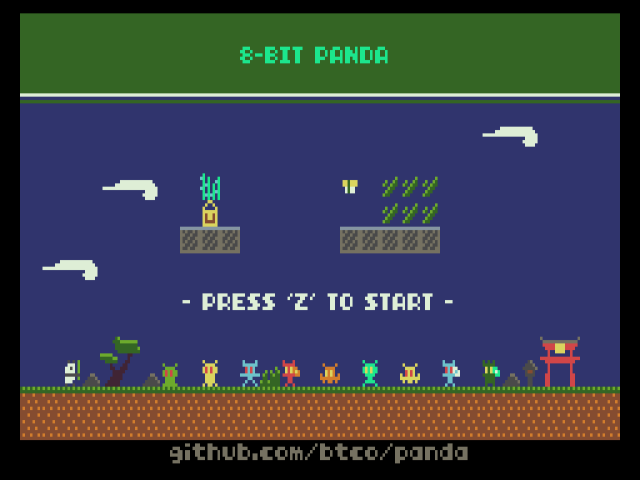 8-BIT PANDA
- PRESS 'Z' TO START -
github.com/btco/panda